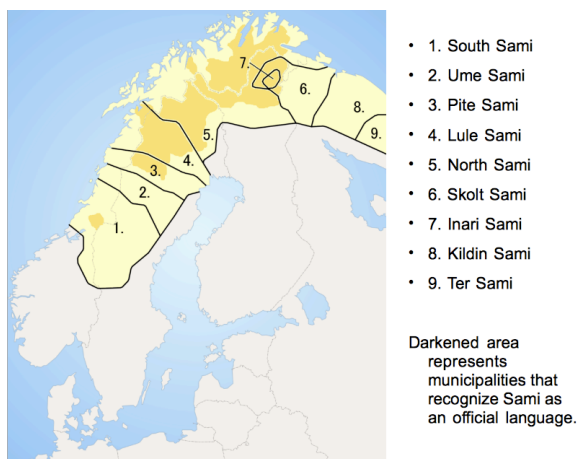 7.
6.
8.
5.
9.
4.
3.
2.
1.
• 1. South Sami
• 2. Ume Sami
• 3. Pite Sami
• 4. Lule Sami
• 5. North Sami
• 6. Skolt Sami
• 7. Inari Sami
• 8. Kildin Sami
• 9. Ter Sami
Darkened area
represents
municipalities that
recognize Sami as
an official language.